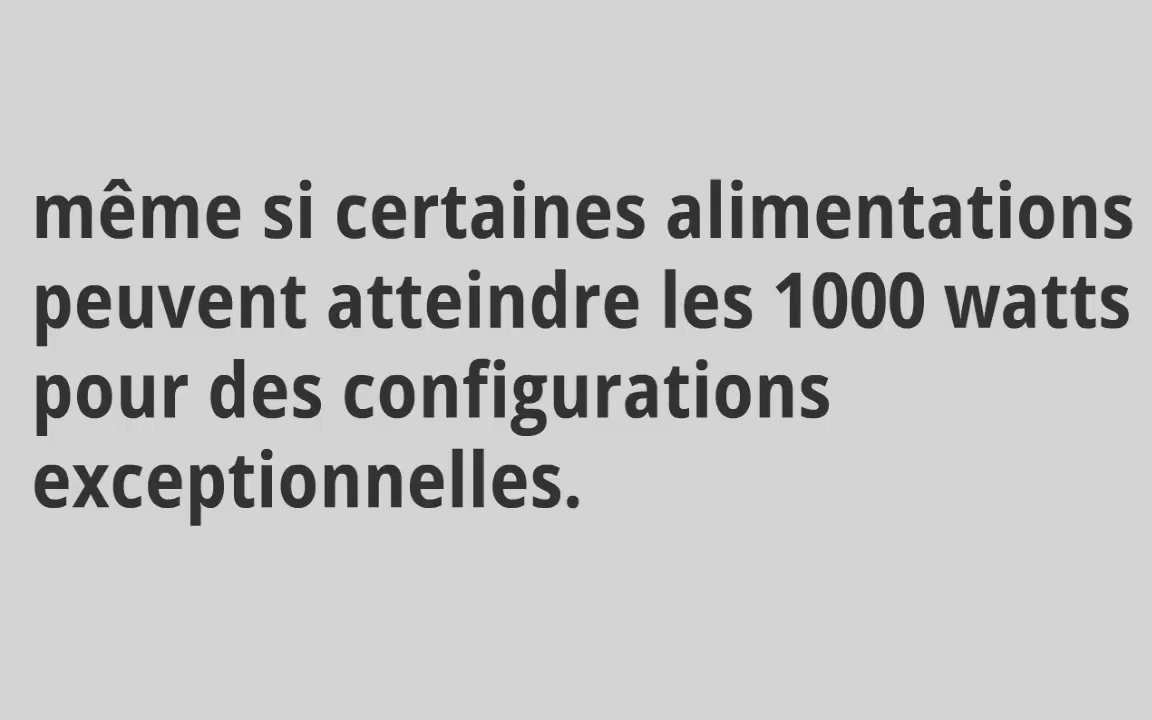 même si certaines alimentations
peuvent atteindre les 1000 watts
pour des configurations
exceptionnelles.